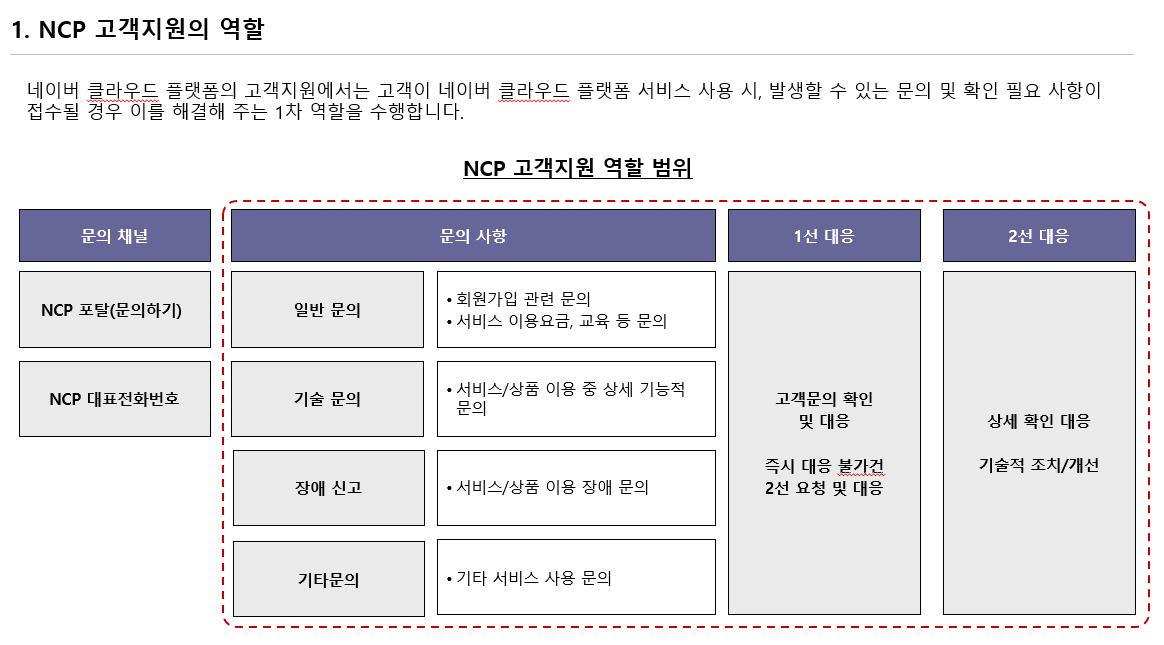 1. NCP 고객지원의 역할
네이버 클라우드 플랫폼의 고객지원에서는 고객이 네이버 클라우드 플랫폼 서비스 사용 시, 발생할 수 있는 문의 및 확인 필요 사항이
접수될 경우 이를 해결해 주는 1차 역할을 수행합니다.
NCP 고객지원 역할 범위
문의 채널
문의 사항
1선 대응
2선 대응
NCP 포탈(문의하기)
일반 문의
• 회원가입 관련 문의
• 서비스 이용요금, 교육 등 문의
NCP 대표전화번호
기술 문의
• 서비스/상품 이용 중 상세 기능적
문의
장애 신고
• 서비스/상품 이용 장애 문의
기타문의
• 기타 서비스 사용 문의
고객문의 확인
및 대응
즉시 대응 불가건
2선 요청 및 대응
상세 확인 대응
기술적 조치/개선